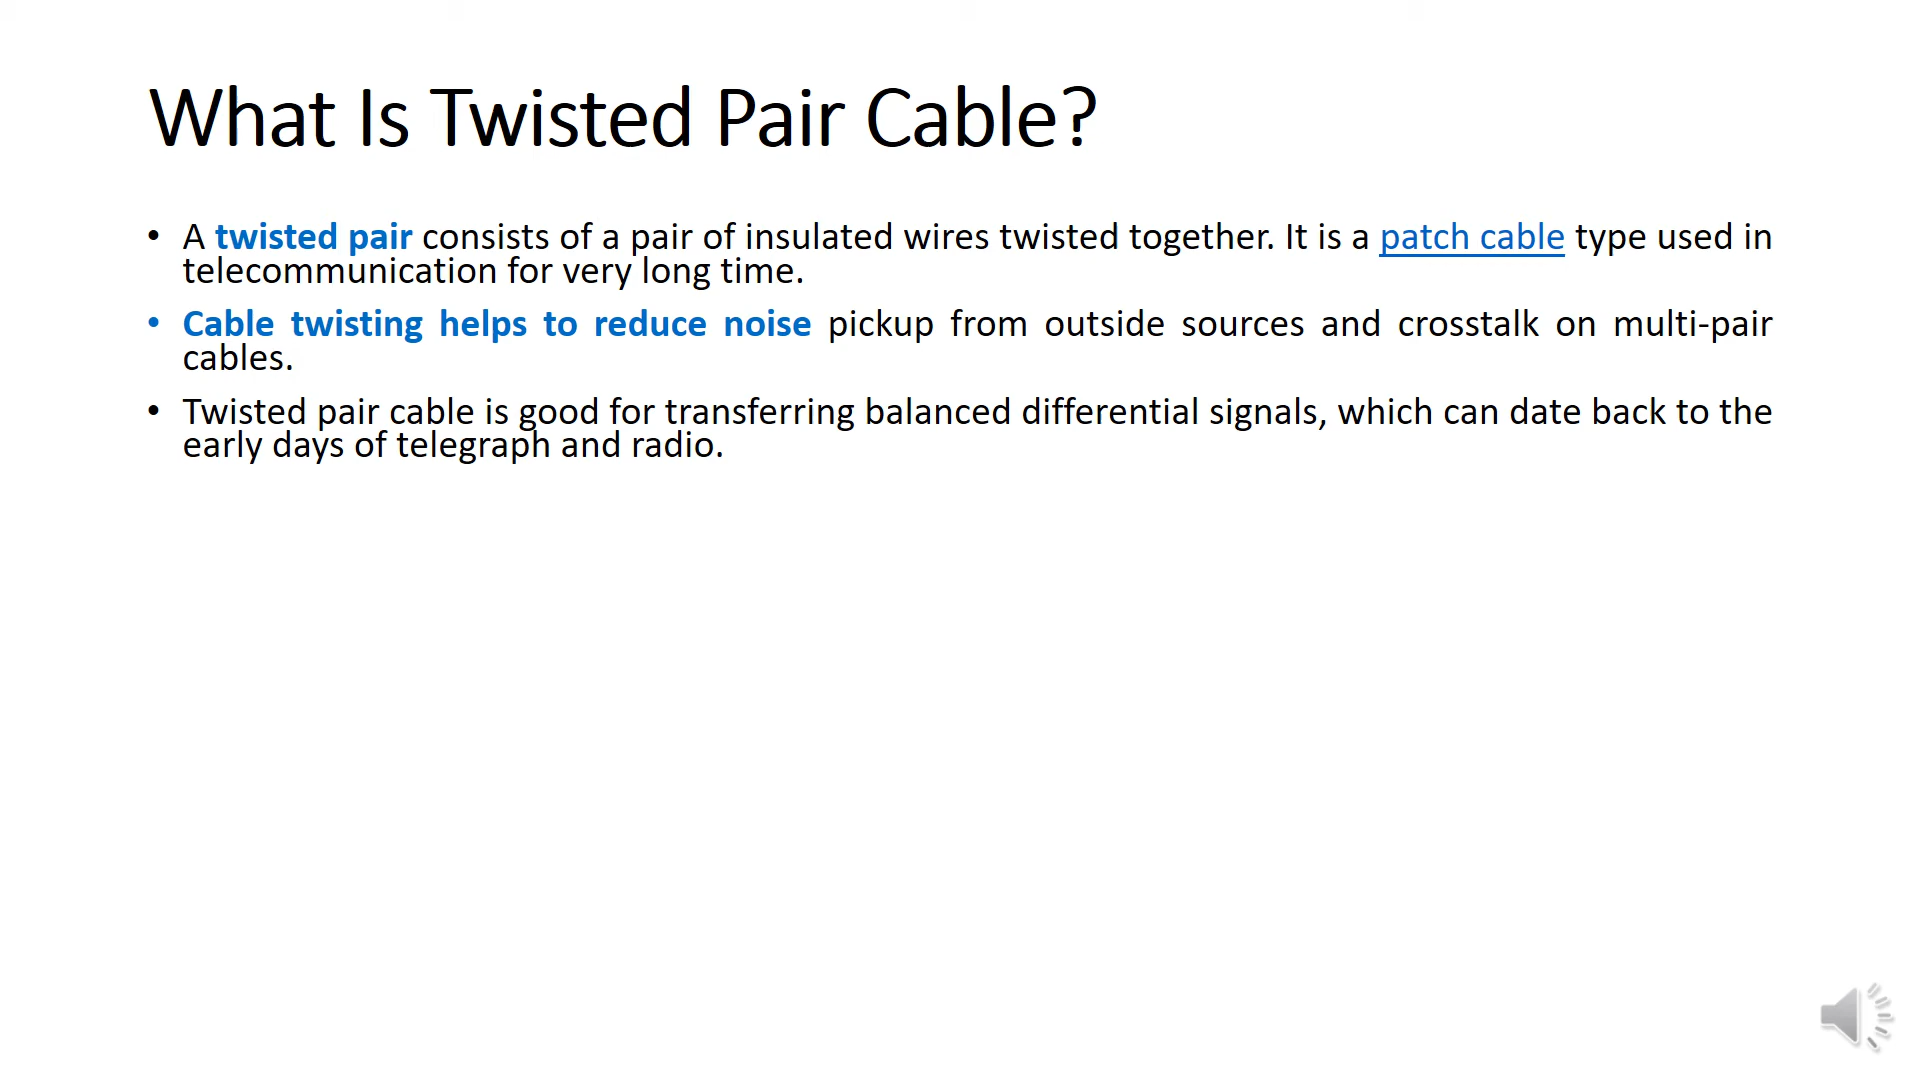 What Is Twisted Pair Cable?
• A twisted pair consists of a pair of insulated wires twisted together. It is a patch cable type used in
telecommunication for very long time.
• Cable twisting helps to reduce noise pickup from outside sources and crosstalk on multi-pair
cables.
• Twisted pair cable is good for transferring balanced differential signals, which can date back to the
early days of telegraph and radio.